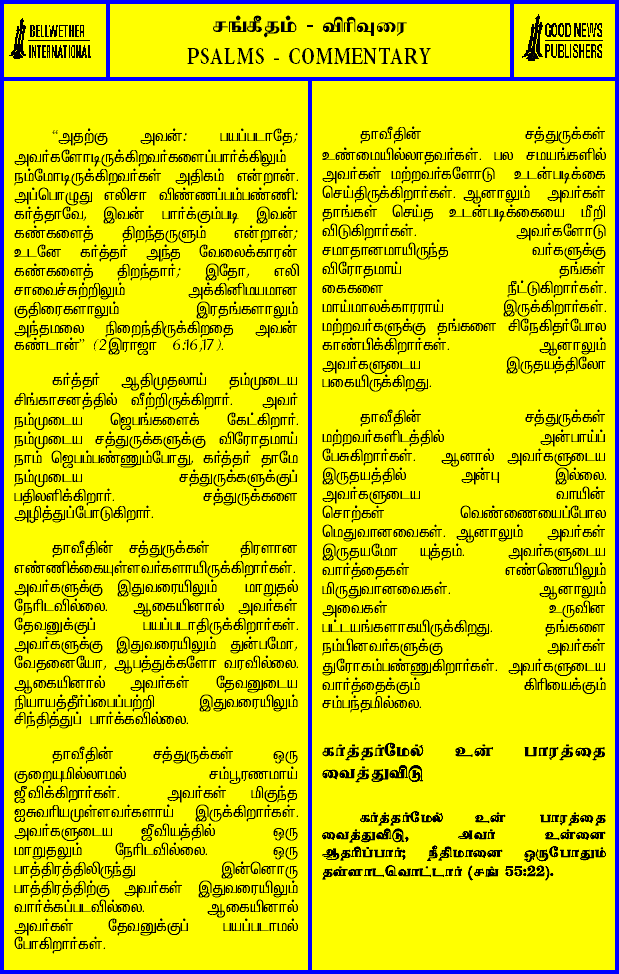 BELLWETHER
INTERNATIONAL
சங்கீதம் - விரிவுரை
PSALMS - COMMENTARY
GOOD NEWS
PUBLISHERS
“அதற்கு அவன்: பயப்படாதே;
அவர்களோடிருக்கிறவர்களைப்பார்க்கிலும்
நம்மோடிருக்கிறவர்கள் அதிகம் என்றான்.
அப்பொழுது எலிசா விண்ணப்பம்பண்ணி:
கர்த்தாவே, இவன் பார்க்கும்படி இவன்
கண்களைத் திறந்தருளும் என்றான்;
உடனே கர்த்தர் அந்த வேலைக்காரன்
கண்களைத் திறந்தார்; இதோ, எலி
சாவைச்சுற்றிலும் அக்கினிமயமான
குதிரைகளாலும் இரதங்களாலும்
அந்தமலை நிறைந்திருக்கிறதை அவன்
கண்டான்” (2இராஜா 6:16,17).
கர்த்தர் ஆதிமுதலாய் தம்முடைய
சிங்காசனத்தில் வீற்றிருக்கிறார். அவர்
நம்முடைய ஜெபங்களைக் கேட்கிறார்.
நம்முடைய சத்துருக்களுக்கு விரோதமாய்
நாம் ஜெபம்பண்ணும்போது, கர்த்தர் தாமே
நம்முடைய சத்துருக்களுக்குப்
பதிலளிக்கிறார். சத்துருக்களை
அழித்துப்போடுகிறார்.
தாவீதின் சத்துருக்கள் திரளான
எண்ணிக்கையுள்ளவர்களாயிருக்கிறார்கள்.
அவர்களுக்கு இதுவரையிலும் மாறுதல்
நேரிடவில்லை. ஆகையினால் அவர்கள்
தேவனுக்குப் பயப்படாதிருக்கிறார்கள்.
அவர்களுக்கு இதுவரையிலும் துன்பமோ,
வேதனையோ, ஆபத்துக்களோ வரவில்லை.
ஆகையினால் அவர்கள் தேவனுடைய
நியாயத்தீர்ப்பைப்பற்றி இதுவரையிலும்
சிந்தித்துப் பார்க்கவில்லை.
தாவீதின் சத்துருக்கள் ஒரு
குறையுமில்லாமல் சம்பூரணமாய்
ஜீவிக்கிறார்கள். அவர்கள் மிகுந்த
ஐசுவரியமுள்ளவர்களாய் இருக்கிறார்கள்.
அவர்களுடைய ஜீவியத்தில் ஒரு
மாறுதலும் நேரிடவில்லை. ஒரு
பாத்திரத்திலிருந்து இன்னொரு
பாத்திரத்திற்கு அவர்கள் இதுவரையிலும்
வார்க்கப்படவில்லை. ஆகையினால்
அவர்கள் தேவனுக்குப் பயப்படாமல்
போகிறார்கள்.
தாவீதின் சத்துருக்கள்
உண்மையில்லாதவர்கள். பல சமயங்களில்
அவர்கள் மற்றவர்களோடு உடன்படிக்கை
செய்திருக்கிறார்கள். ஆனாலும் அவர்கள்
தாங்கள் செய்த உடன்படிக்கையை மீறி
விடுகிறார்கள். அவர்களோடு
சமாதானமாயிருந்த வர்களுக்கு
விரோதமாய் தங்கள்
கைகளை நீட்டுகிறார்கள்.
மாய்மாலக்காரராய் இருக்கிறார்கள்.
மற்றவர்களுக்கு தங்களை சிநேகிதர்போல
காண்பிக்கிறார்கள். ஆனாலும்
அவர்களுடைய இருதயத்திலோ
பகையிருக்கிறது.
தாவீதின் சத்துருக்கள்
மற்றவர்களிடத்தில் அன்பாய்ப்
பேசுகிறார்கள். ஆனால் அவர்களுடைய
இருதயத்தில் அன்பு இல்லை.
அவர்களுடைய வாயின்
சொற்கள் வெண்ணையைப்போல
மெதுவானவைகள். ஆனாலும் அவர்கள்
இருதயமோ யுத்தம். அவர்களுடைய
வார்த்தைகள் எண்ணெயிலும்
மிருதுவானவைகள். ஆனாலும்
அவைகள் உருவின
பட்டயங்களாகயிருக்கிறது. தங்களை
நம்பினவர்களுக்கு அவர்கள்
துரோகம்பண்ணுகிறார்கள். அவர்களுடைய
வார்த்தைக்கும் கிரியைக்கும்
சம்பந்தமில்லை.
கர்த்தர்மேல் உன் பாரத்தை
வைத்துவிடு
கர்த்தர்மேல் உன் பாரத்தை
வைத்துவிடு, அவர் உன்னை
ஆதரிப்பார்; நீதிமானை ஒருபோதும்
தள்ளாடவொட்டார் (சங் 55:22).